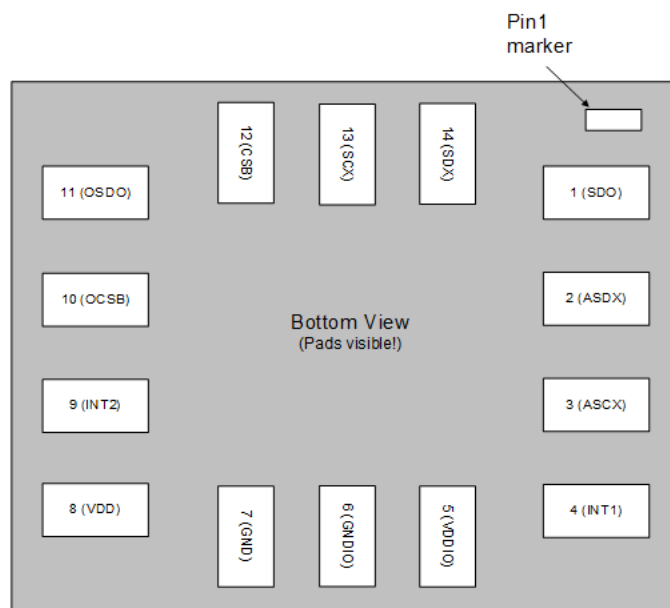 Pin1
marker
12 (CSB)
13 (SCX)
14 (SDX)
11 (OSDO)
1 (SDO)
10 (OCSB)
2 (ASDX)
Bottom View
(Pads visible!)
9 (INT2)
3 (ASCX)
8 (VDD)
7 (GND)
6 (GNDIO)
5 (VDDIO)
4 (INT1)